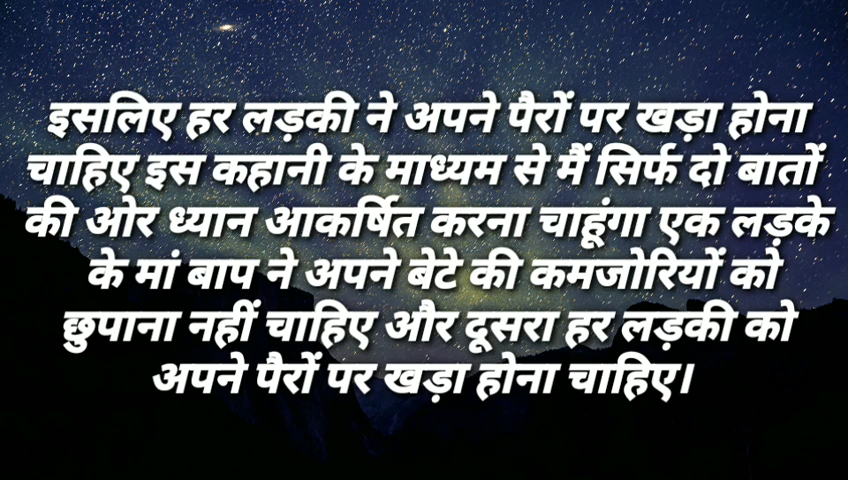 इसलिए हर लड़की ने अपने पैरों पर खड़ा होना
चाहिए इस कहानी के माध्यम से मैं सिर्फ दो बातों
की ओर ध्यान आकर्षित करना चाहूंगा एक लड़के
के मां बाप ने अपने बेटे की कमजोरियों को
छुपाना नहीं चाहिए और दूसरा हर लड़की को
अपने पैरों पर खड़ा होना चाहिए।